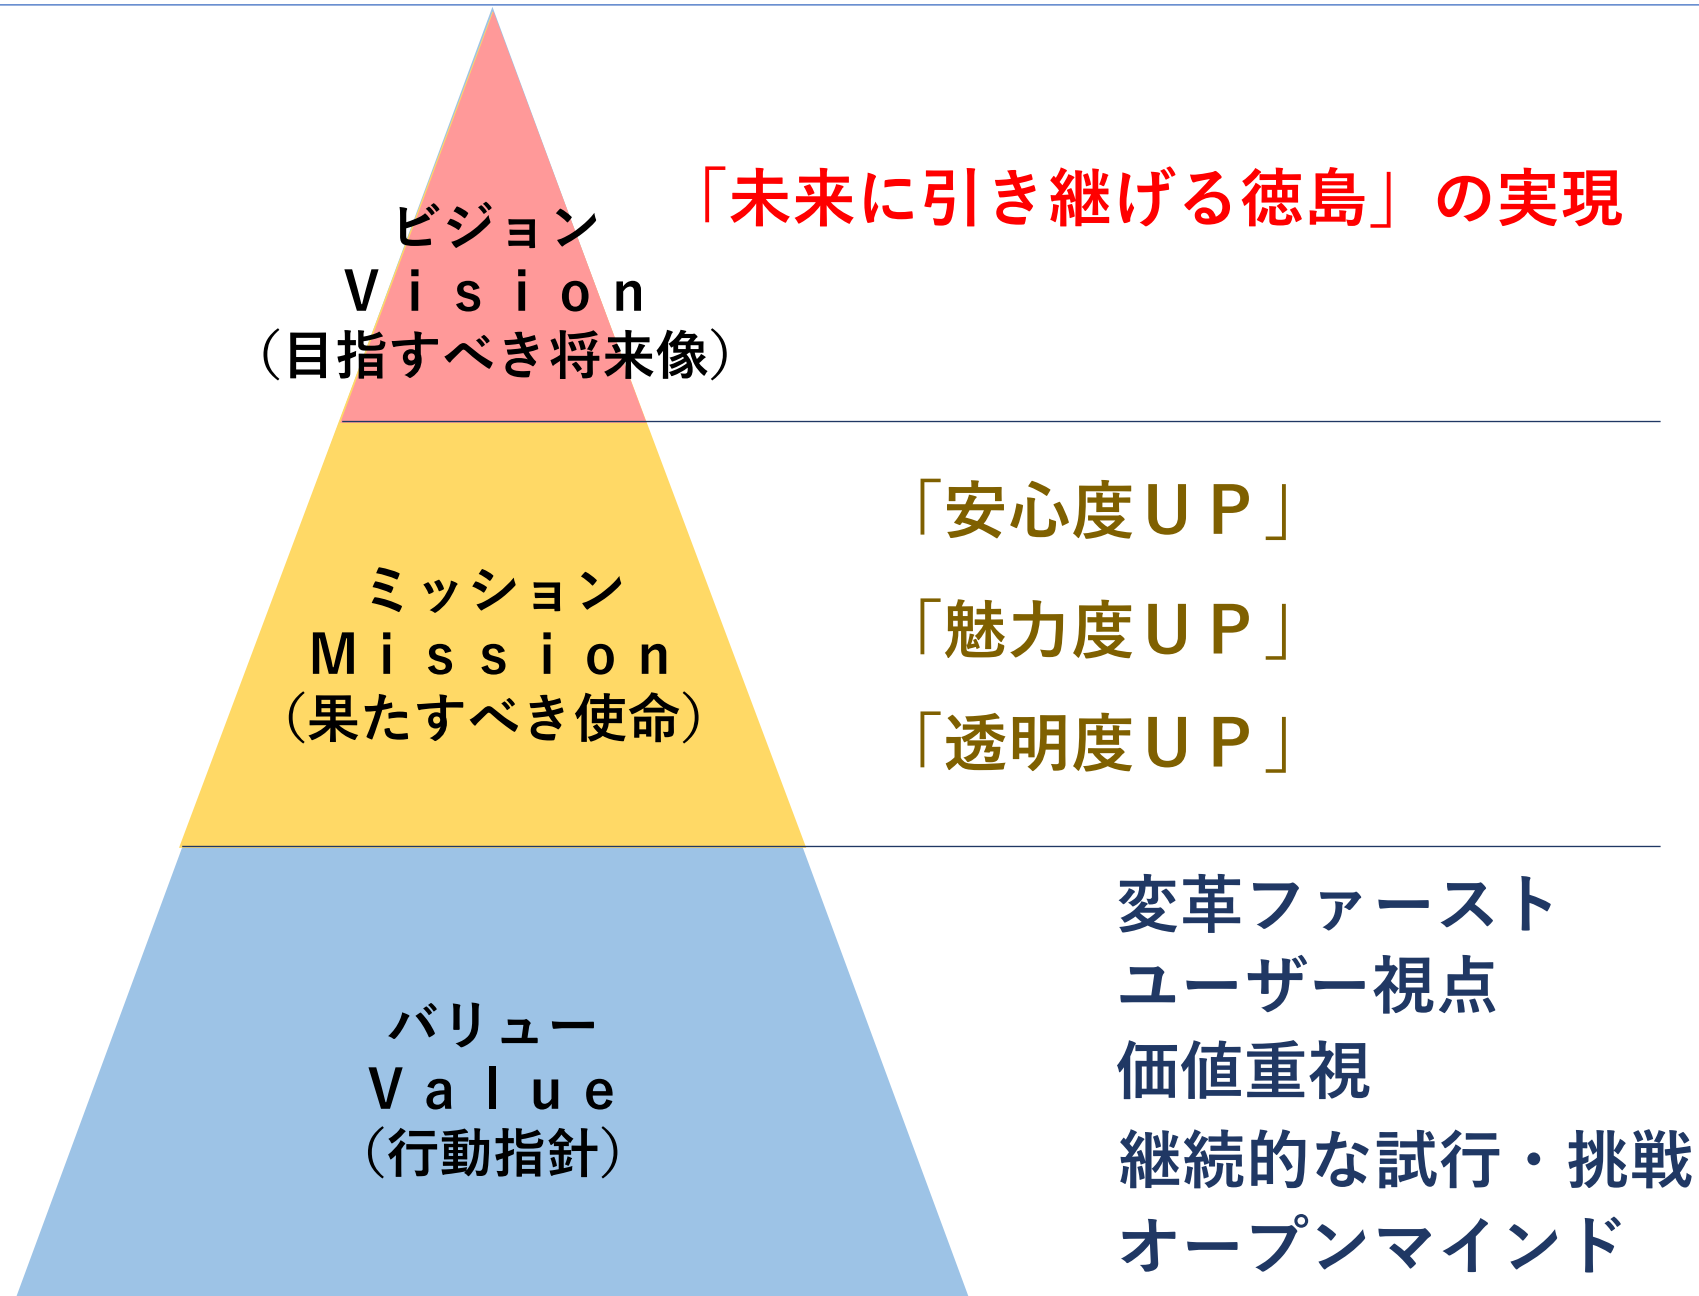 ビジョン
Ｖｉｓｉｏｎ
（目指すべき将来像）
「未来に引き継げる徳島」の実現
ミッション
Ｍｉｓｓｉｏｎ
（果たすべき使命）
「安心度ＵＰ」
「魅力度ＵＰ」
「透明度ＵＰ」
バリュー
Ｖａｌｕｅ
（行動指針）
変革ファースト
ユーザー視点
価値重視
継続的な試行・挑戦
オープンマインド